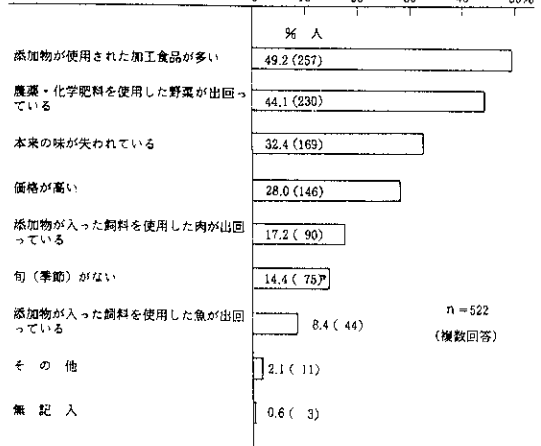 % 人
添加物が使用された加工食品が多い
49.2 (257)
農薬・化学肥料を使用した野菜が出回っ
ている
44.1 (230)
本来の味が失われている
32.4 (169)
価格が高い
28.0 (146)
添加物が入った飼料を使用した肉が出回
っている
17.2 ( 90)
旬（季節）がない
14.4 ( 75)
添加物が入った飼料を使用した魚が出回
っている
8.4 ( 44)
n = 522
（複数回答）
そ の 他
2.1 ( 11)
無 記 入
0.6 ( 3)